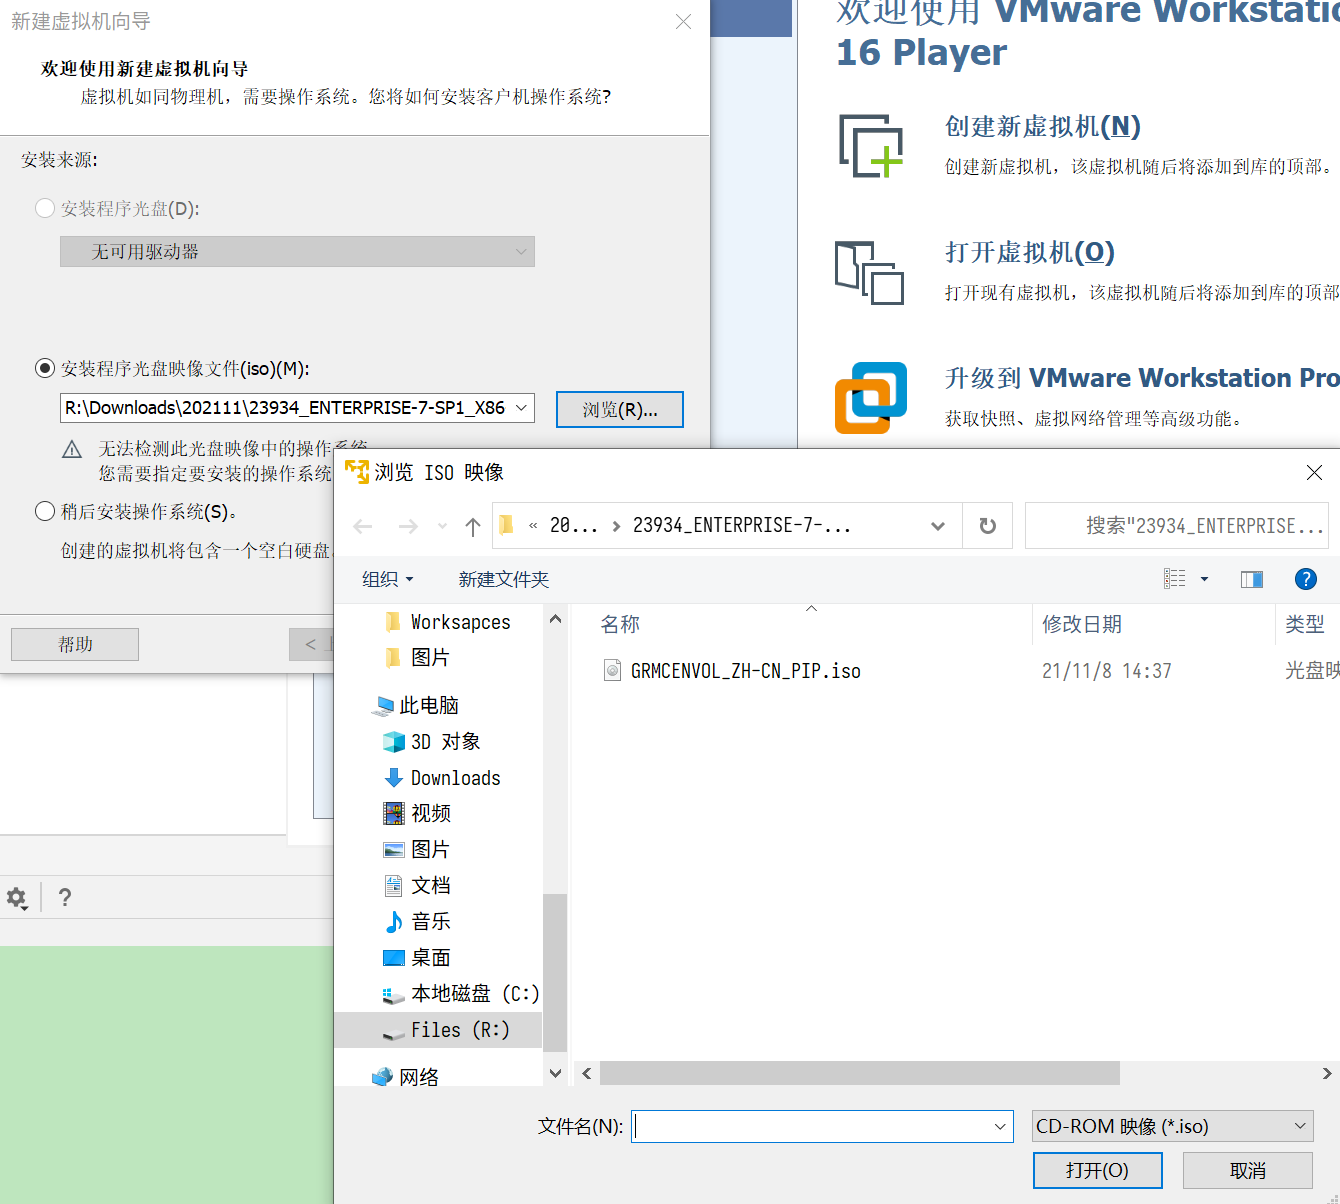 新建虚拟机向导
欢迎使用新建虚拟机向导
虚拟机如同物理机，需要操作系统。您将如何安装客户机操作系统?
安装来源:
安装程序光盘(D):
无可用驱动器
安装程序光盘映像文件(iso)(M):
R:\Downloads\202111\23934_ENTERPRISE-7-SP1_X86
浏览(R)...
无法检测此光盘映像中的操作系统
您需要指定要安装的操作系统
稍后安装操作系统(S)。
创建的虚拟机将包含一个空白硬盘
帮助
< 上
欢迎使用 VMware Workstatio
16 Player
创建新虚拟机(N)
创建新虚拟机，该虚拟机随后将添加到库的顶部。
打开虚拟机(O)
打开现有虚拟机，该虚拟机随后将添加到库的顶部
升级到 VMware Workstation Pro
获取快照、虚拟网络管理等高级功能。
浏览 ISO 映像
« 20... › 23934_ENTERPRISE-7-...
搜索"23934_ENTERPRISE...
组织
新建文件夹
?
Worksapces
图片
此电脑
3D 对象
Downloads
视频
图片
文档
音乐
桌面
本地磁盘 (C:)
Files (R:)
网络
名称
修改日期
类型
GRMCENVOL_ZH-CN_PIP.iso
21/11/8 14:37
光盘映
文件名(N):
CD-ROM 映像 (*.iso)
打开(O)
取消
?